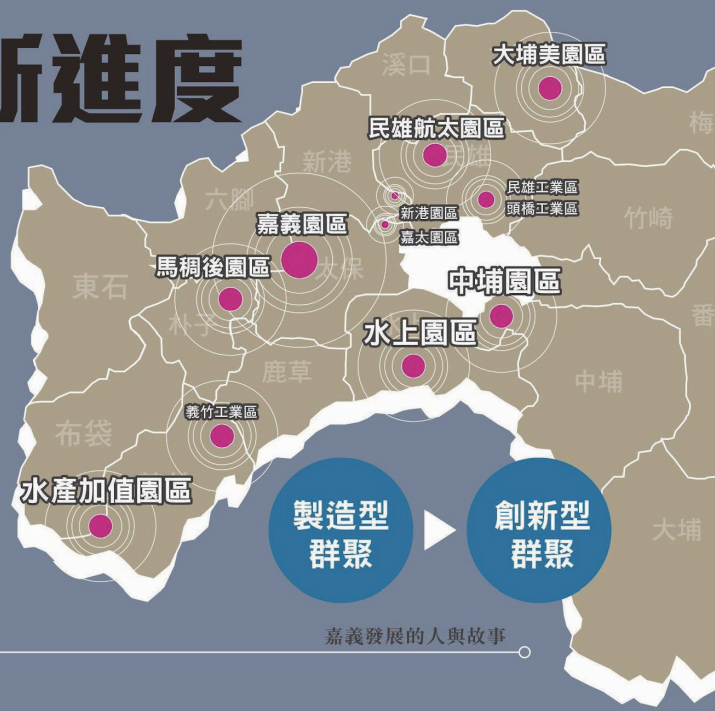 新進度
溪口
大埔美園區
梅
民雄航太園區
民雄
新港
六腳
民雄工業區
頭橋工業區
新港園區
嘉太園區
竹崎
嘉義園區
馬稠後園區
太保
東石
朴子
中埔園區
番
水上園區
鹿草
中埔
義竹工業區
布袋
水產加值園區
製造型
群聚
創新型
群聚
大埔
嘉義發展的人與故事